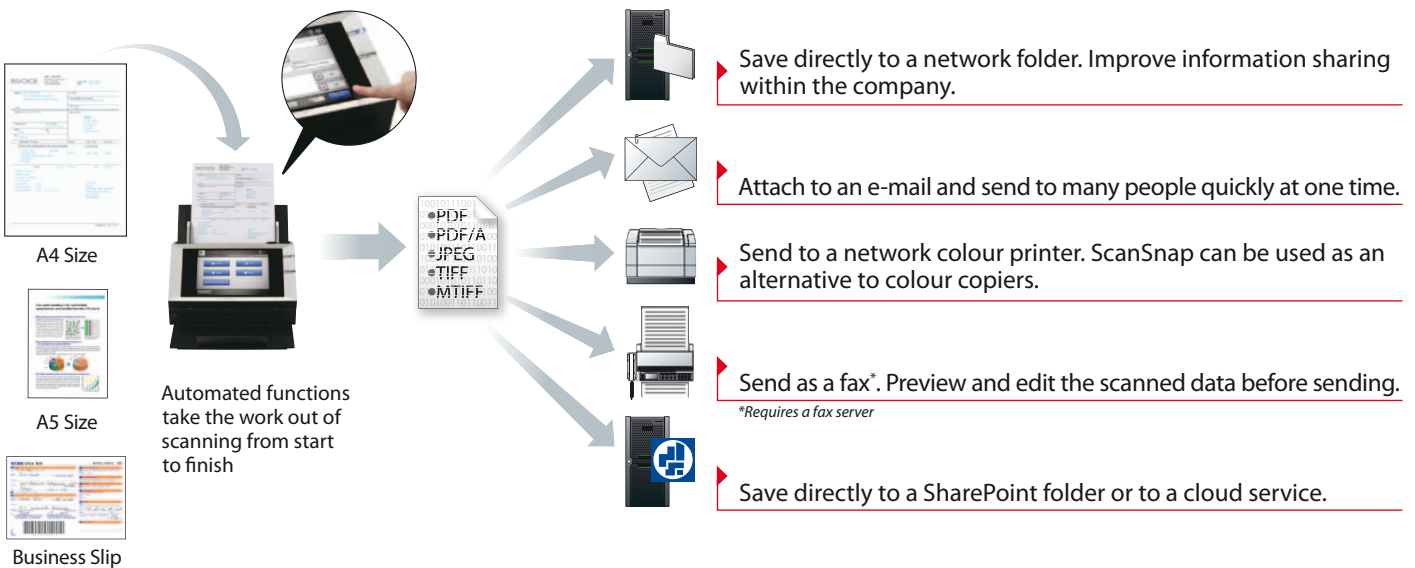 INVOICE
A4 Size
A5 Size
Business Slip
INVOICE
Automated functions
take the work out of
scanning from start
to finish
PDF
PDF/A
JPEG
TIFF
MTIFF
Save directly to a network folder. Improve information sharing
within the company.
Attach to an e-mail and send to many people quickly at one time.
Send to a network colour printer. ScanSnap can be used as an
alternative to colour copiers.
Send as a fax*. Preview and edit the scanned data before sending.
*Requires a fax server
Save directly to a SharePoint folder or to a cloud service.